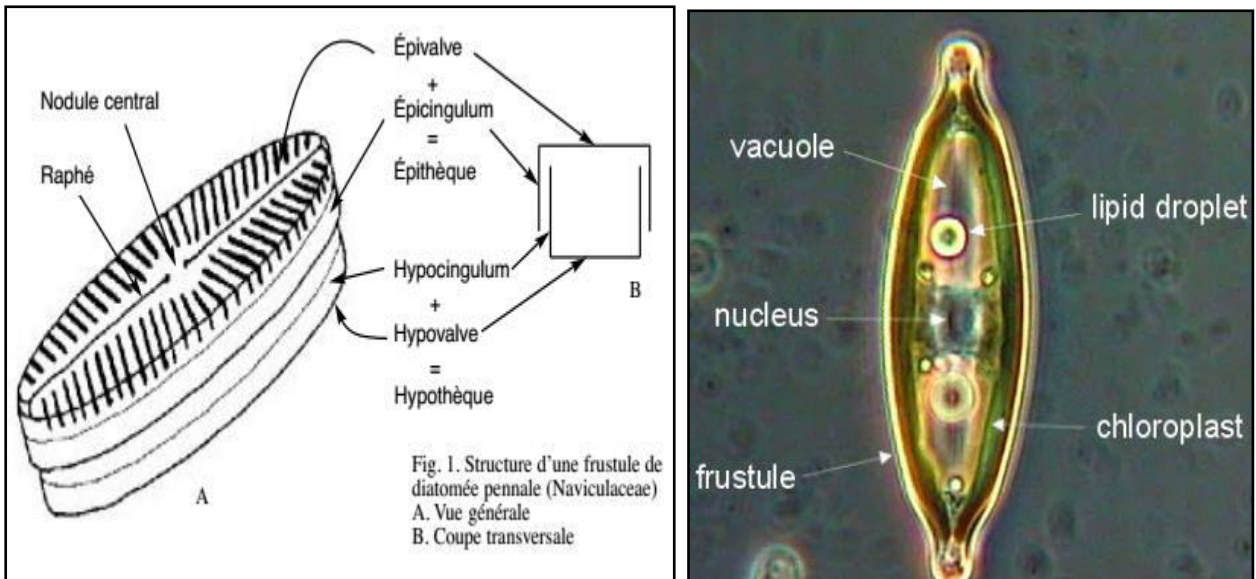 Épivalve
+
Épicingulum
=
Épithèque
Nodule central
Raphé
Hypocingulum
+
Hypovalve
=
Hypothèque
A
B
Fig. 1. Structure d'une frustule de
diatomée pennale (Naviculaceae)
A. Vue générale
B. Coupe transversale
vacuole
lipid droplet
nucleus
chloroplast
frustule